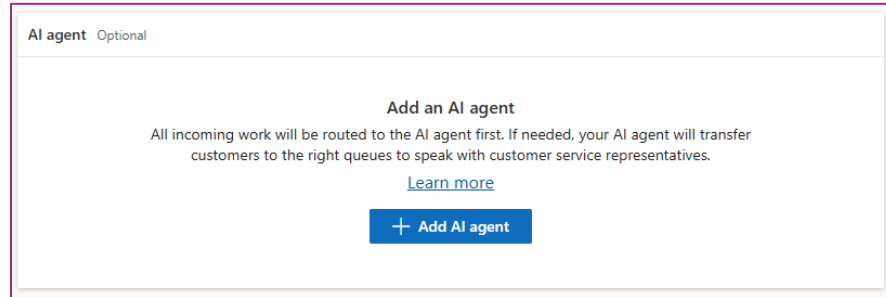 AI agent Optional
Add an AI agent
All incoming work will be routed to the AI agent first. If needed, your AI agent will transfer
customers to the right queues to speak with customer service representatives.
Learn more
+ Add AI agent